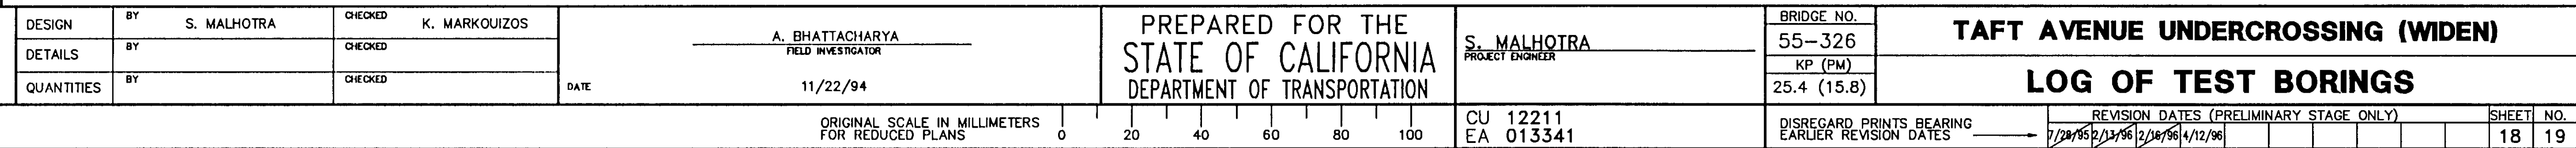 DESIGN BY S. MALHOTRA CHECKED K. MARKOUIZOS
DETAILS BY CHECKED
QUANTITIES BY CHECKED
A. BHATTACHARYA
FIELD INVESTIGATOR
DATE 11/22/94
PREPARED FOR THE
STATE OF CALIFORNIA
DEPARTMENT OF TRANSPORTATION
S. MALHOTRA
PROJECT ENGINEER
BRIDGE NO.
55-326
KP (PM)
25.4 (15.8)
TAFT AVENUE UNDERCROSSING (WIDEN)
LOG OF TEST BORINGS
ORIGINAL SCALE IN MILLIMETERS
FOR REDUCED PLANS
0 20 40 60 80 100
CU 12211
EA 013341
DISREGARD PRINTS BEARING
EARLIER REVISION DATES
REVISION DATES (PRELIMINARY STAGE ONLY)
7/28/95 2/13/96 2/16/96 4/12/96
SHEET NO.
18 19